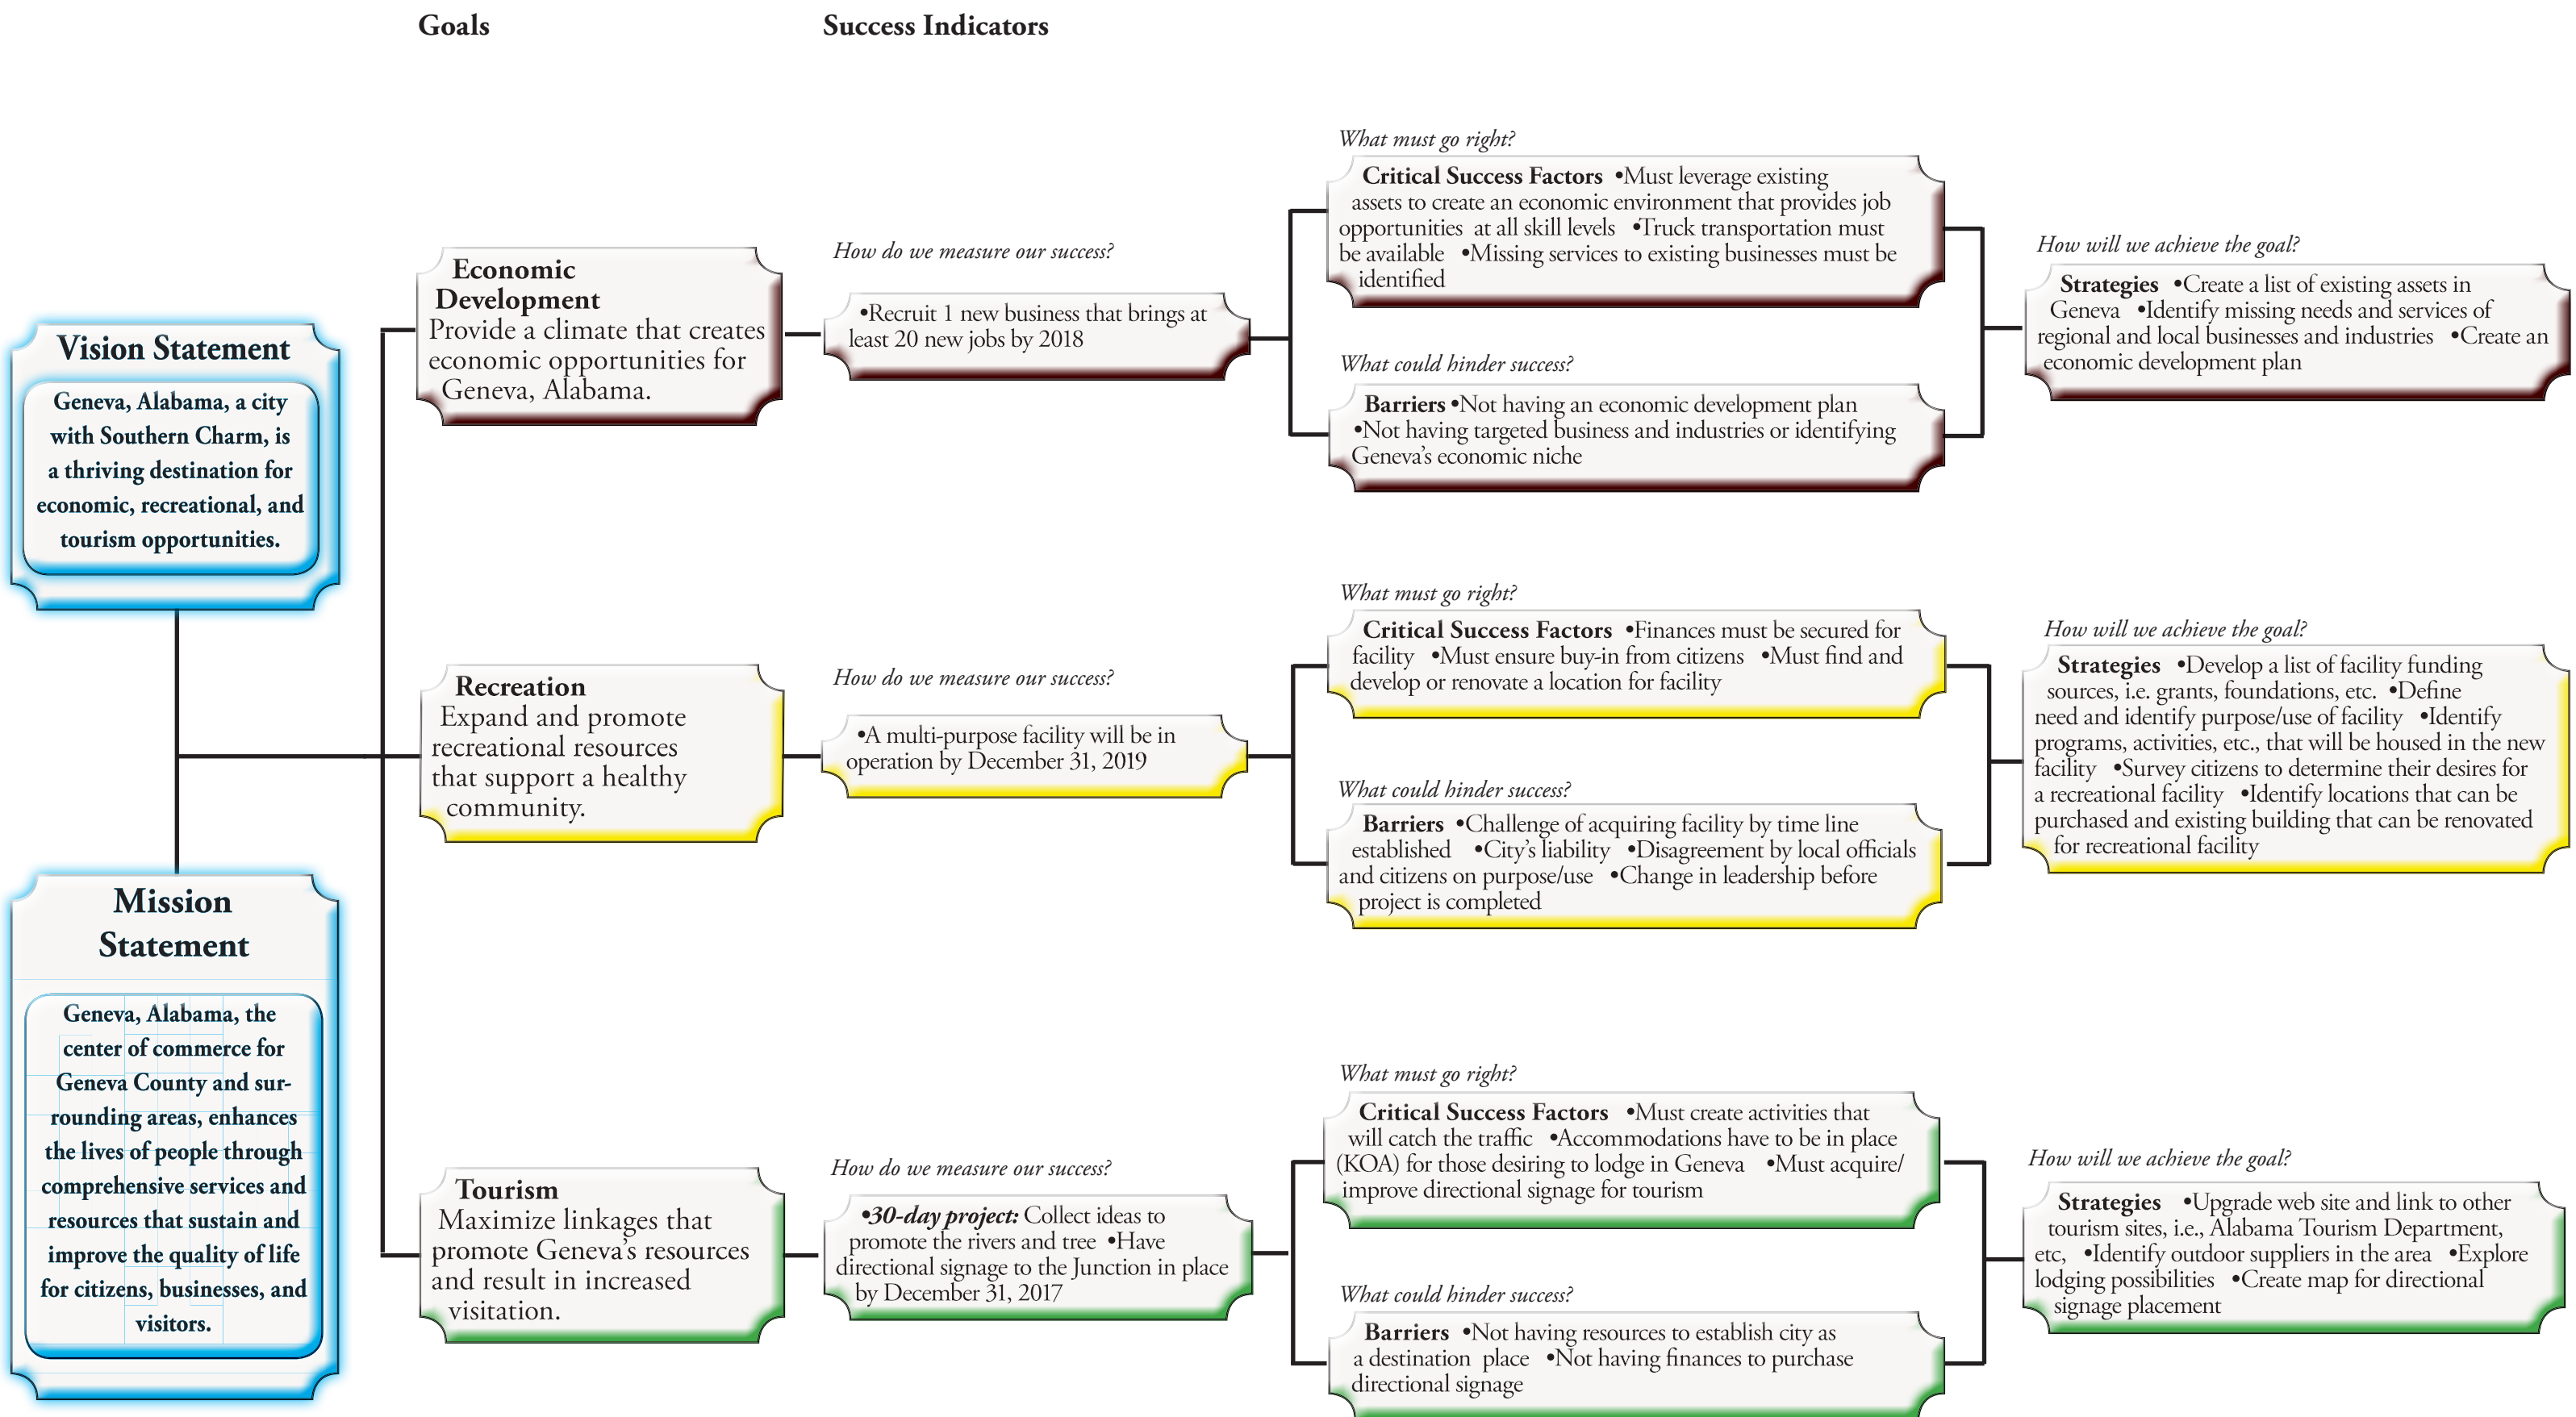 Goals
Success Indicators
Vision Statement
Geneva, Alabama, a city
with Southern Charm, is
a thriving destination for
economic, recreational, and
tourism opportunities.
Mission
Statement
Geneva, Alabama, the
center of commerce for
Geneva County and sur-
rounding areas, enhances
the lives of people through
comprehensive services and
resources that sustain and
improve the quality of life
for citizens, businesses, and
visitors.
Economic
Development
Provide a climate that creates
economic opportunities for
Geneva, Alabama.
How do we measure our success?
•Recruit 1 new business that brings at
least 20 new jobs by 2018
What must go right?
Critical Success Factors •Must leverage existing
assets to create an economic environment that provides job
opportunities at all skill levels •Truck transportation must
be available •Missing services to existing businesses must be
identified
What could hinder success?
Barriers •Not having an economic development plan
•Not having targeted business and industries or identifying
Geneva’s economic niche
How will we achieve the goal?
Strategies •Create a list of existing assets in
Geneva •Identify missing needs and services of
regional and local businesses and industries •Create an
economic development plan
Recreation
Expand and promote
recreational resources
that support a healthy
community.
How do we measure our success?
•A multi-purpose facility will be in
operation by December 31, 2019
What must go right?
Critical Success Factors •Finances must be secured for
facility •Must ensure buy-in from citizens •Must find and
develop or renovate a location for facility
What could hinder success?
Barriers •Challenge of acquiring facility by time line
established •City’s liability •Disagreement by local officials
and citizens on purpose/use •Change in leadership before
project is completed
How will we achieve the goal?
Strategies •Develop a list of facility funding
sources, i.e. grants, foundations, etc. •Define
need and identify purpose/use of facility •Identify
programs, activities, etc., that will be housed in the new
facility •Survey citizens to determine their desires for
a recreational facility •Identify locations that can be
purchased and existing building that can be renovated
for recreational facility
Tourism
Maximize linkages that
promote Geneva’s resources
and result in increased
visitation.
How do we measure our success?
•30-day project: Collect ideas to
promote the rivers and tree •Have
directional signage to the Junction in place
by December 31, 2017
What must go right?
Critical Success Factors •Must create activities that
will catch the traffic •Accommodations have to be in place
(KOA) for those desiring to lodge in Geneva •Must acquire/
improve directional signage for tourism
What could hinder success?
Barriers •Not having resources to establish city as
a destination place •Not having finances to purchase
directional signage
How will we achieve the goal?
Strategies •Upgrade web site and link to other
tourism sites, i.e., Alabama Tourism Department,
etc, •Identify outdoor suppliers in the area •Explore
lodging possibilities •Create map for directional
signage placement